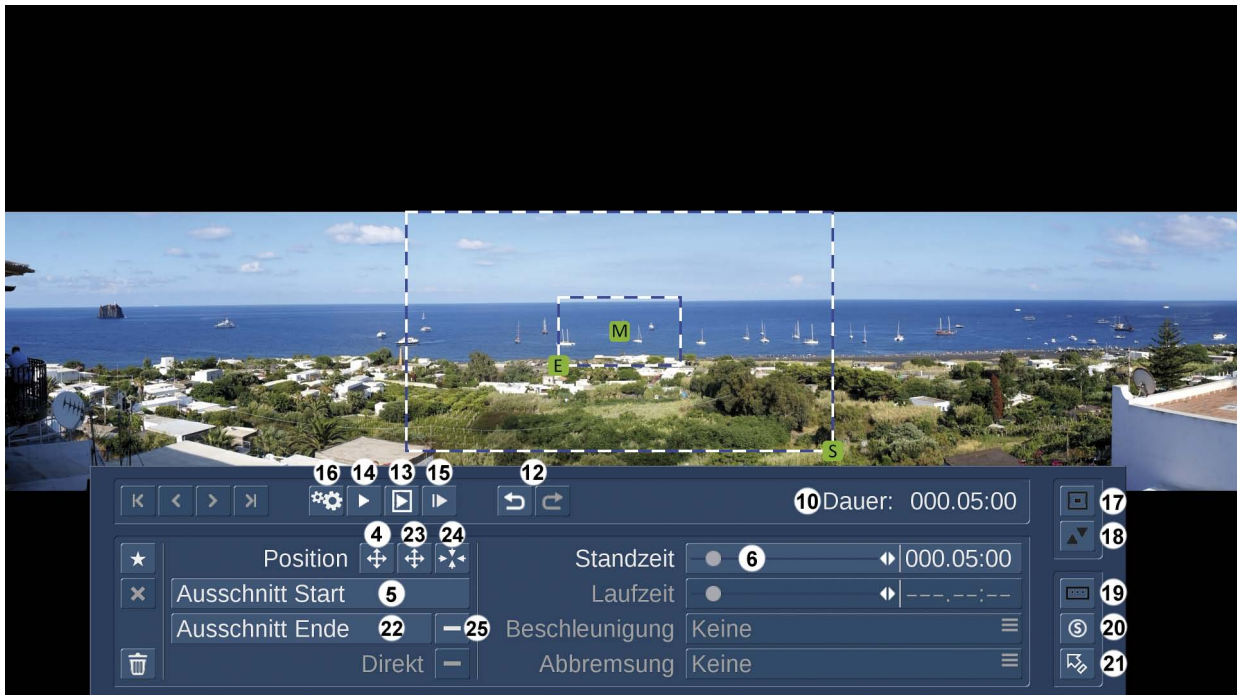 M
E
S
16 14 13 15 12
10 Dauer: 000.05:00
17
18
4 23 24
Position
Standzeit 6 000.05:00
Ausschnitt Start 5
Laufzeit ---.--:--
19
Ausschnitt Ende 22 25
Beschleunigung Keine
S 20
Direkt
Abbremsung Keine
21